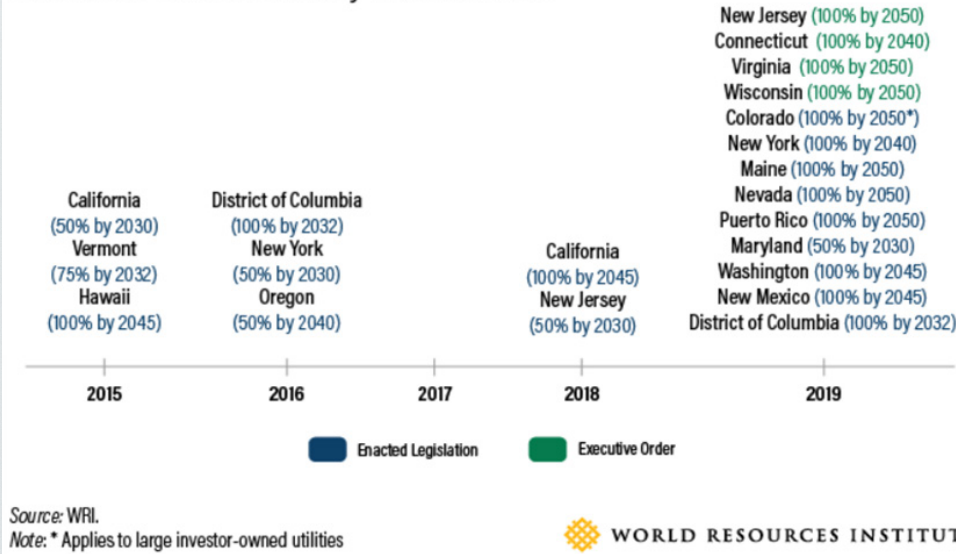 California
(50% by 2030)
Vermont
(75% by 2032)
Hawaii
(100% by 2045)
District of Columbia
(100% by 2032)
New York
(50% by 2030)
Oregon
(50% by 2040)
California
(100% by 2045)
New Jersey
(50% by 2030)
New Jersey (100% by 2050)
Connecticut (100% by 2040)
Virginia (100% by 2050)
Wisconsin (100% by 2050)
Colorado (100% by 2050*)
New York (100% by 2040)
Maine (100% by 2050)
Nevada (100% by 2050)
Puerto Rico (100% by 2050)
Maryland (50% by 2030)
Washington (100% by 2045)
New Mexico (100% by 2045)
District of Columbia (100% by 2032)
2015 2016 2017 2018 2019
Enacted Legislation Executive Order
Source: WRI.
Note: * Applies to large investor-owned utilities
WORLD RESOURCES INSTITUT